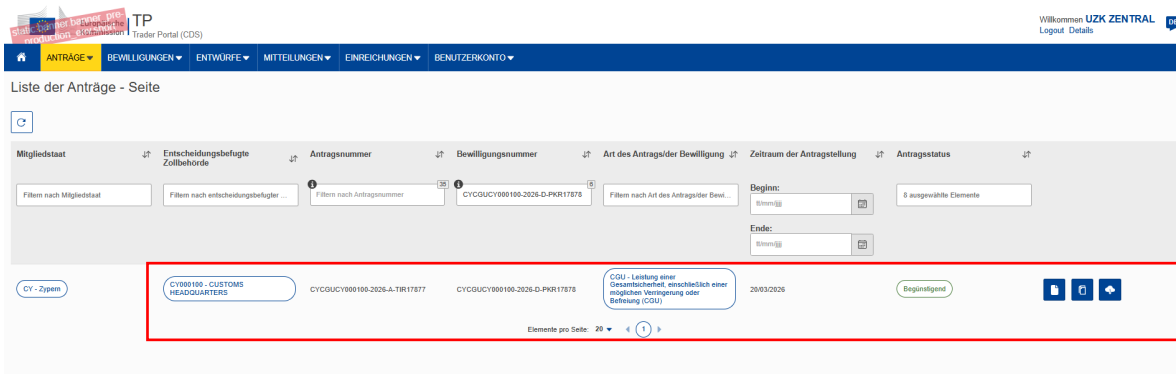 static banner banner_pre-
production_environm
Europäische
Kommission
TP
Trader Portal (CDS)
Willkommen UZK ZENTRAL
Logout Details
DE
ANTRÄGE
BEWILLIGUNGEN
ENTWÜRFE
MITTEILUNGEN
EINREICHUNGEN
BENUTZERKONTO
Liste der Anträge - Seite
Mitgliedstaat
Entscheidungsbefugte
Zollbehörde
Antragsnummer
Bewilligungsnummer
Art des Antrags/der Bewilligung
Zeitraum der Antragstellung
Antragsstatus
Filtern nach Mitgliedstaat
Filtern nach entscheidungsbefugter ...
Filtern nach Antragsnummer
35
CYCGUCY000100-2026-D-PKR17878
6
Filtern nach Art des Antrags/der Bewi...
Beginn:
tt/mm/jjjj
8 ausgewählte Elemente
Ende:
tt/mm/jjjj
CY - Zypern
CY000100 - CUSTOMS
HEADQUARTERS
CYCGUCY000100-2026-A-TIR17877
CYCGUCY000100-2026-D-PKR17878
CGU - Leistung einer
Gesamtsicherheit, einschließlich einer
möglichen Verringerung oder
Befreiung (CGU)
20/03/2026
Begünstigend
Elemente pro Seite: 20
1